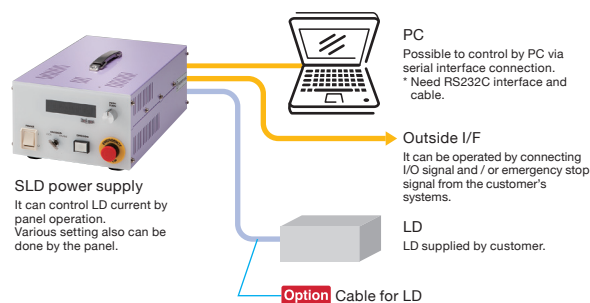 PC
Possible to control by PC via
serial interface connection.
* Need RS232C interface and
cable.
Outside I/F
It can be operated by connecting
I/O signal and / or emergency stop
signal from the customer's
systems.
SLD power supply
It can control LD current by
panel operation.
Various setting also can be
done by the panel.
LD
LD supplied by customer.
Option Cable for LD